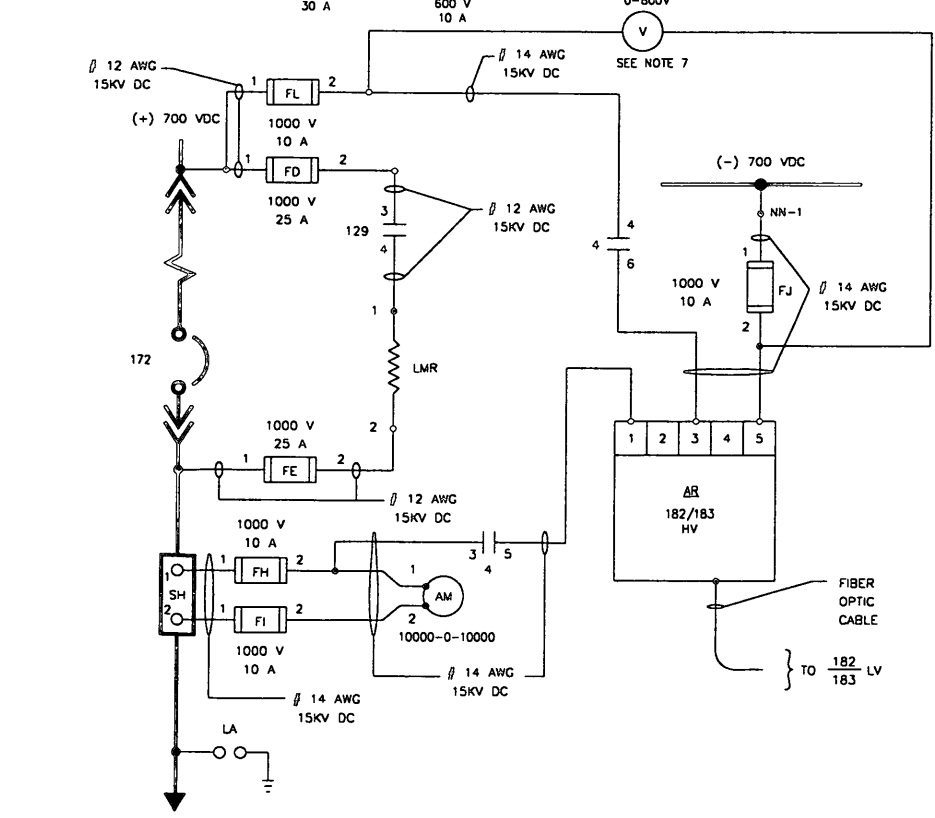 30 A
600 V
10 A
0-800V
V
SEE NOTE 7
12 AWG
15KV DC
14 AWG
15KV DC
1 FL 2
1000 V
10 A
(+) 700 VDC
1 FD 2
1000 V
25 A
12 AWG
15KV DC
3
129
4
4
4
6
(-) 700 VDC
NN-1
1
1000 V
10 A
FJ
2
14 AWG
15KV DC
172
1
LMR
2
1000 V
25 A
1 FE 2
12 AWG
15KV DC
1 2 3 4 5
AR
182/183
HV
1000 V
10 A
1 FH 2
3 5
4
1
SH
2
1 FI 2
1000 V
10 A
1
AM
2
10000-0-10000
14 AWG
15KV DC
14 AWG
15KV DC
FIBER
OPTIC
CABLE
TO 182 LV
183
LA